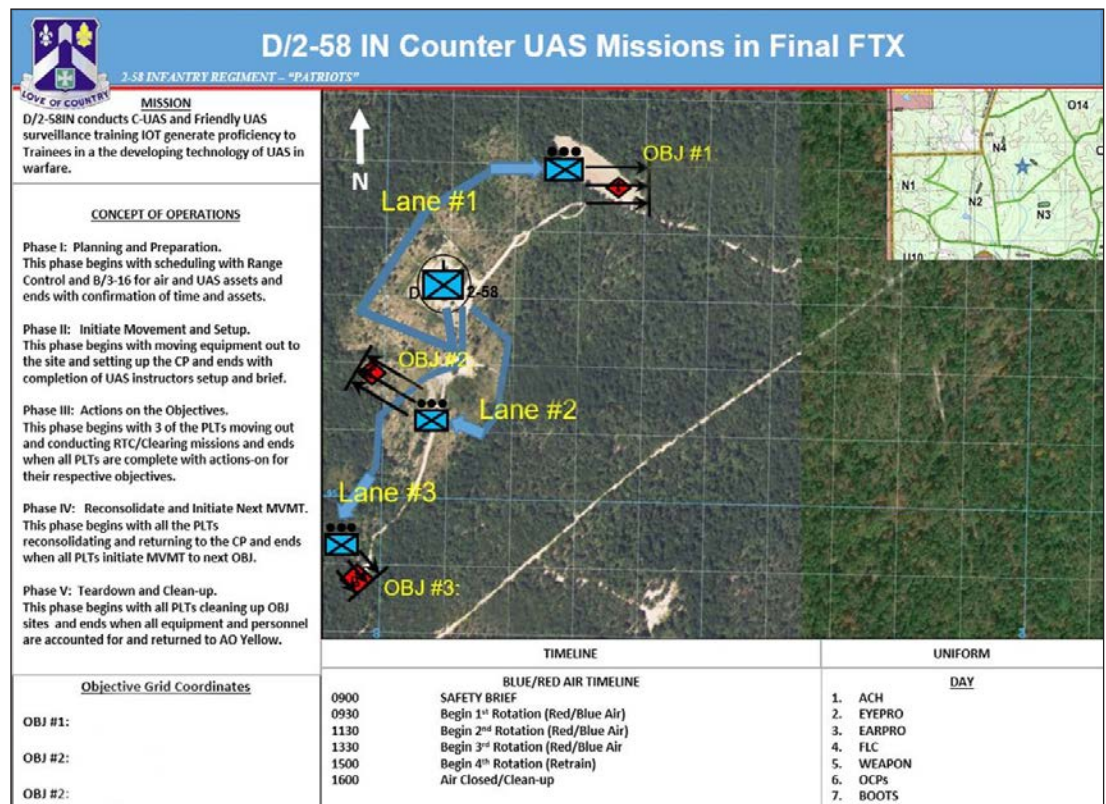 D/2-58 IN Counter UAS Missions in Final FTX
2-58 INFANTRY REGIMENT – "PATRIOTS"
LOVE OF COUNTRY
MISSION
D/2-58IN conducts C-UAS and Friendly UAS
surveillance training IOT generate proficiency to
Trainees in a the developing technology of UAS in
warfare.
CONCEPT OF OPERATIONS
Phase I: Planning and Preparation.
This phase begins with scheduling with Range
Control and B/3-16 for air and UAS assets and
ends with confirmation of time and assets.
Phase II: Initiate Movement and Setup.
This phase begins with moving equipment out to
the site and setting up the CP and ends with
completion of UAS instructors setup and brief.
Phase III: Actions on the Objectives.
This phase begins with 3 of the PLTs moving out
and conducting RTC/Clearing missions and ends
when all PLTs are complete with actions-on for
their respective objectives.
Phase IV: Reconsolidate and Initiate Next MVMT.
This phase begins with all the PLTs
reconsolidating and returning to the CP and ends
when all PLTs initiate MVMT to next OBJ.
Phase V: Teardown and Clean-up.
This phase begins with all PLTs cleaning up OBJ
sites and ends when all equipment and personnel
are accounted for and returned to AO Yellow.
Objective Grid Coordinates
OBJ #1:
OBJ #2:
OBJ #2:
N
OBJ #1
Lane #1
D 2-58
OBJ #2
Lane #2
Lane #3
OBJ #3:
O14
N4
N1
N2
N3
U10
TIMELINE
BLUE/RED AIR TIMELINE
0900 SAFETY BRIEF
0930 Begin 1st Rotation (Red/Blue Air)
1130 Begin 2nd Rotation (Red/Blue Air)
1330 Begin 3rd Rotation (Red/Blue Air
1500 Begin 4th Rotation (Retrain)
1600 Air Closed/Clean-up
UNIFORM
DAY
1. ACH
2. EYEPRO
3. EARPRO
4. FLC
5. WEAPON
6. OCPs
7. BOOTS